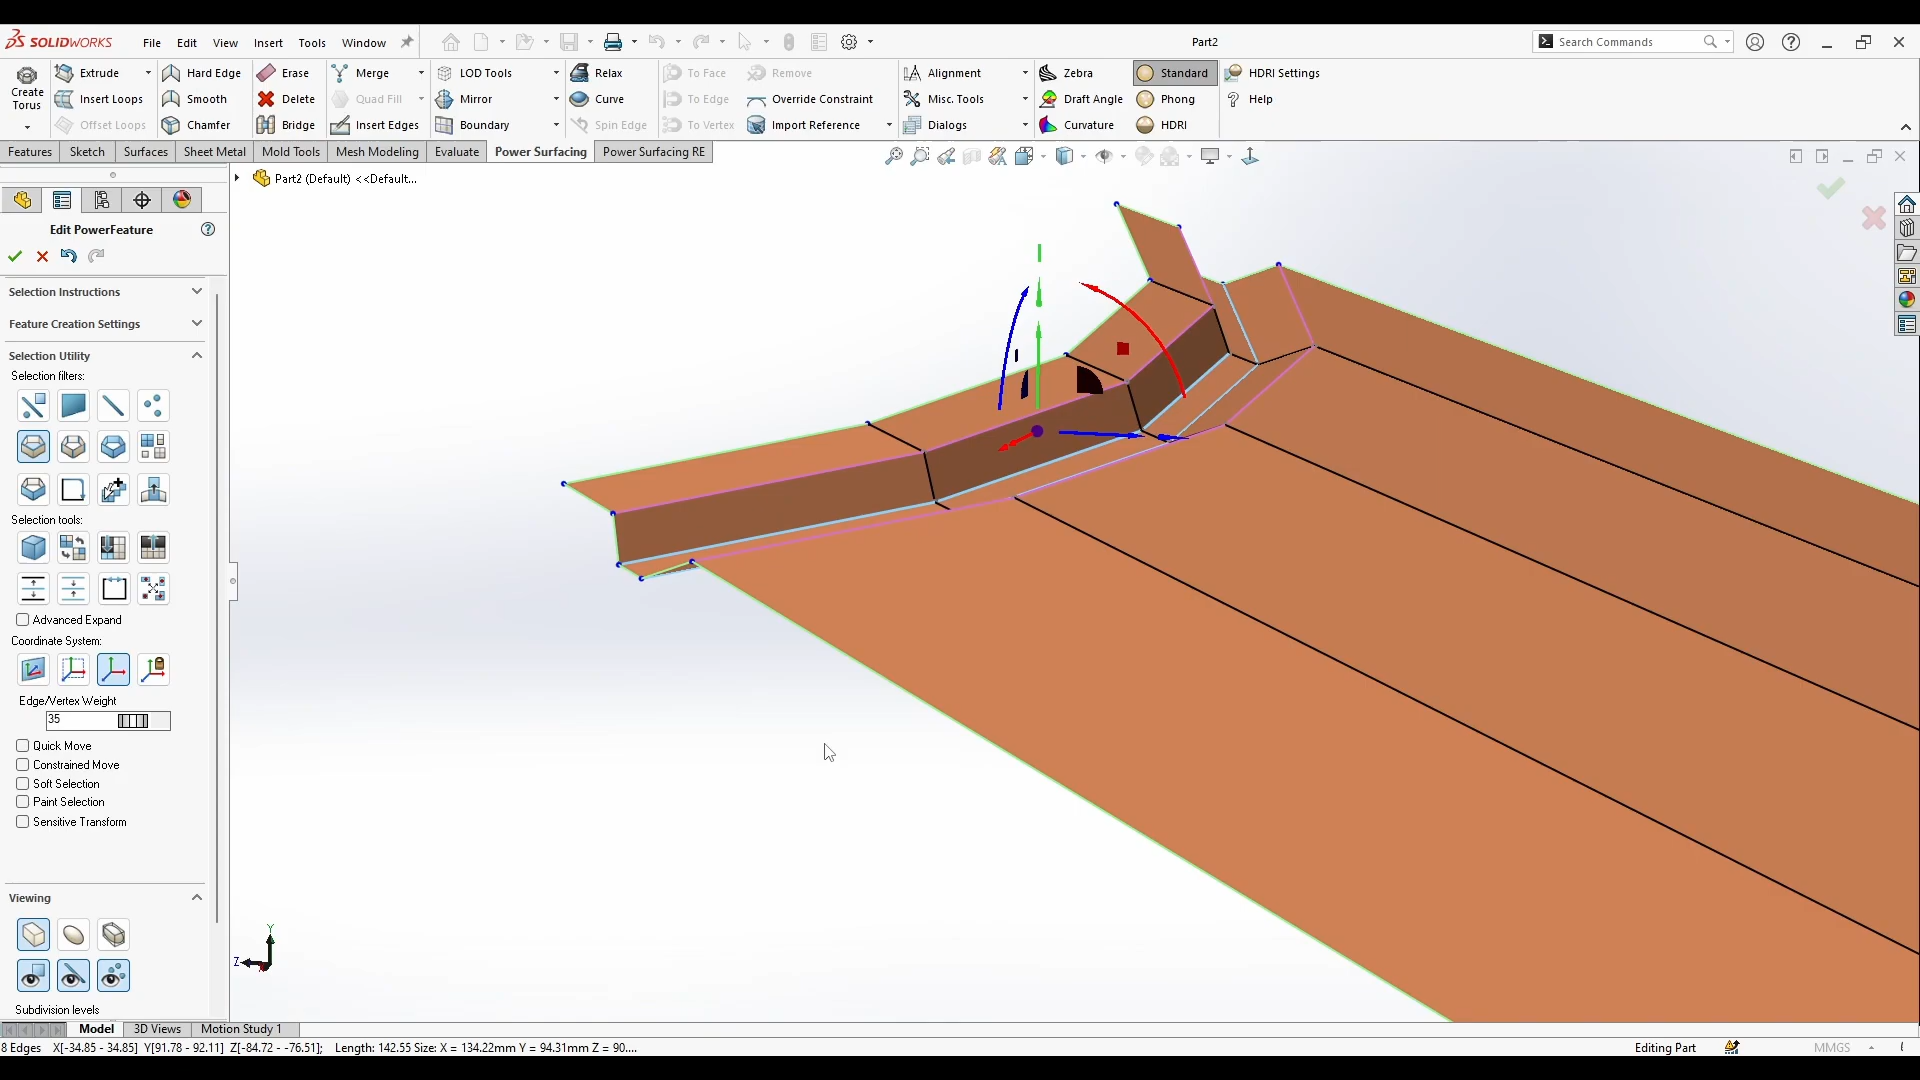 SOLIDWORKS File Edit View Insert Tools Window Part2 Search Commands
Extrude Hard Edge Erase Merge LOD Tools Relax To Face Remove Alignment Zebra Standard HDRI Settings
Create Torus Insert Loops Smooth Delete Quad Fill Mirror Curve To Edge Override Constraint Misc. Tools Draft Angle Phong Help
Offset Loops Chamfer Bridge Insert Edges Boundary Spin Edge To Vertex Import Reference Dialogs Curvature HDRI
Features Sketch Surfaces Sheet Metal Mold Tools Mesh Modeling Evaluate Power Surfacing Power Surfacing RE
Part2 (Default) <<Default...
Edit PowerFeature
Selection Instructions
Feature Creation Settings
Selection Utility
Selection filters:
Selection tools:
Advanced Expand
Coordinate System:
Edge/Vertex Weight
35
Quick Move
Constrained Move
Soft Selection
Paint Selection
Sensitive Transform
Viewing
Y
Z
Subdivision levels
Model 3D Views Motion Study 1
8 Edges X[-34.85 - 34.85] Y[91.78 - 92.11] Z[-84.72 - -76.51]; Length: 142.55 Size: X = 134.22mm Y = 94.31mm Z = 90.... Editing Part MMGS